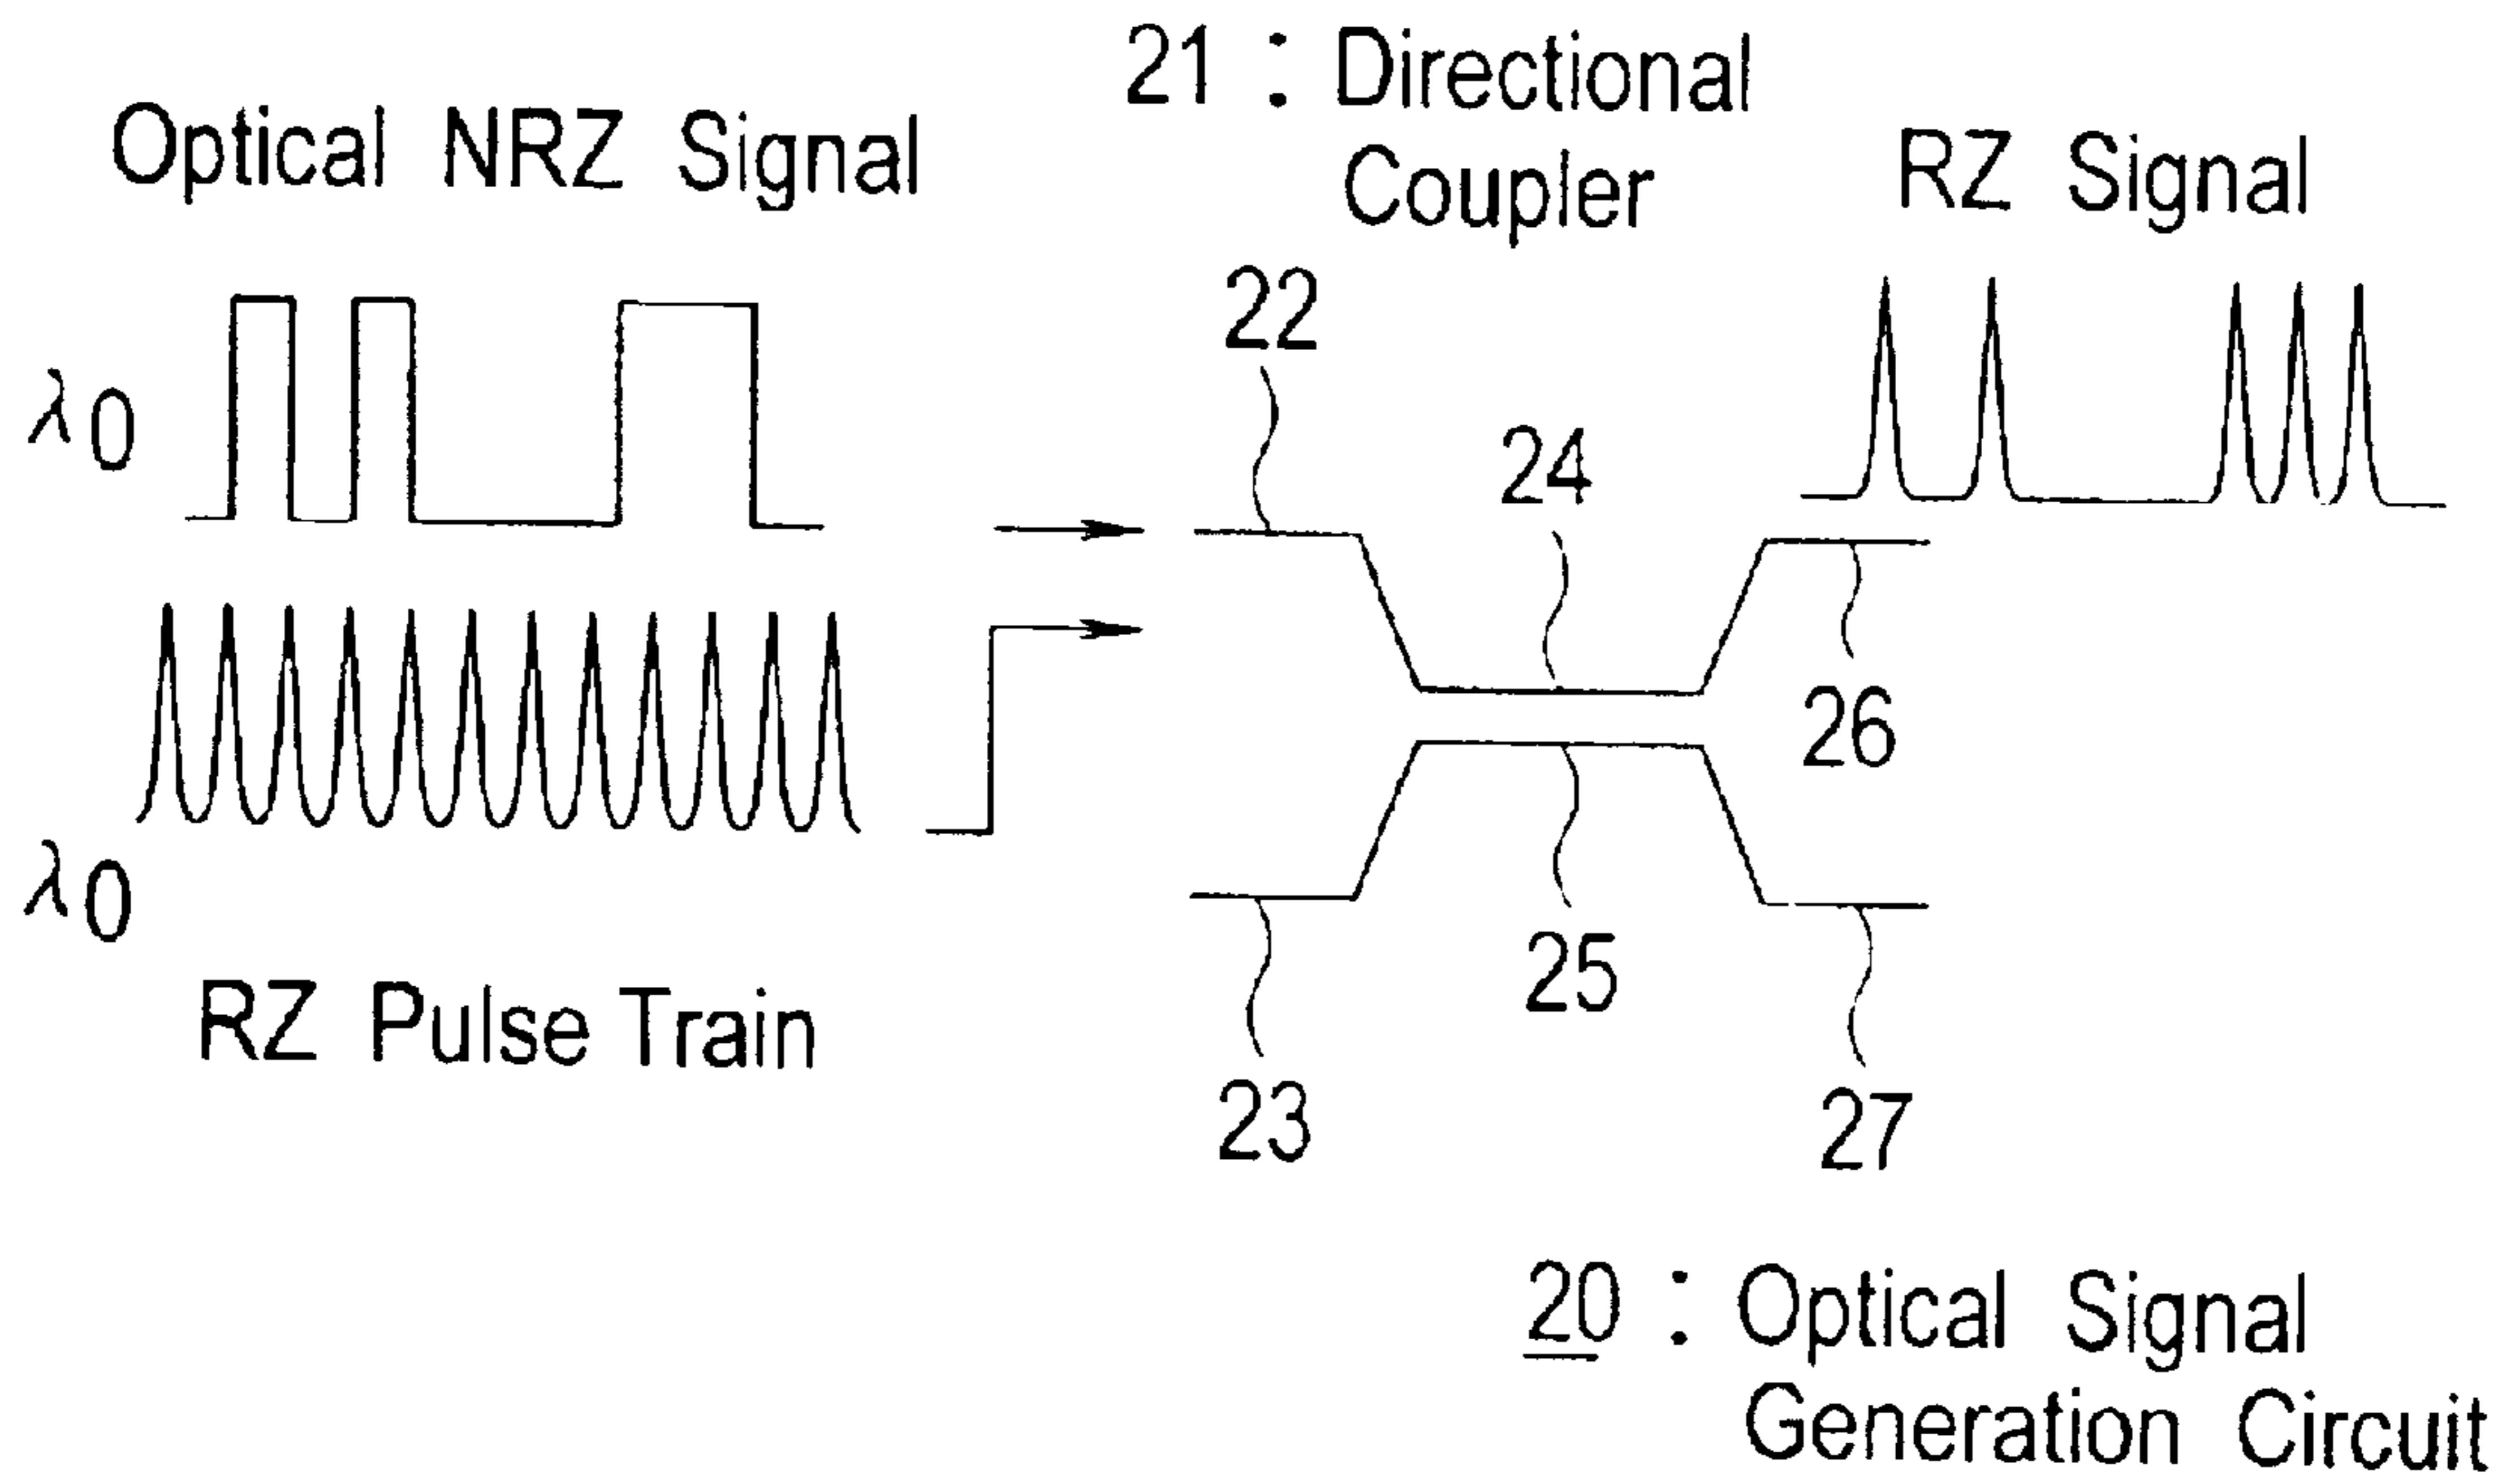 21 : Directional
Coupler
Optical NRZ Signal
RZ Signal
22
λ0
24
26
λ0
25
RZ Pulse Train
23
27
20 : Optical Signal
Generation Circuit